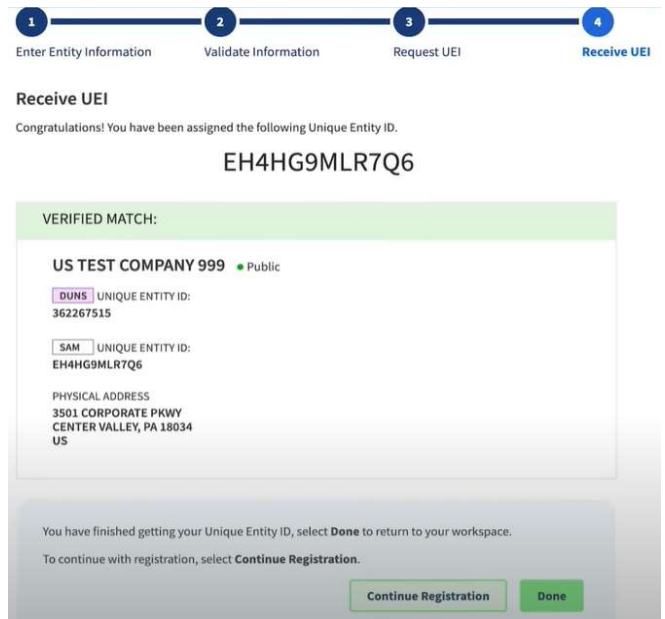 1 2 3 4
Enter Entity Information Validate Information Request UEI Receive UEI
Receive UEI
Congratulations! You have been assigned the following Unique Entity ID.
EH4HG9MLR7Q6
VERIFIED MATCH:
US TEST COMPANY 999 • Public
DUNS UNIQUE ENTITY ID:
362267515
SAM UNIQUE ENTITY ID:
EH4HG9MLR7Q6
PHYSICAL ADDRESS
3501 CORPORATE PKWY
CENTER VALLEY, PA 18034
US
You have finished getting your Unique Entity ID, select Done to return to your workspace.
To continue with registration, select Continue Registration.
Continue Registration Done